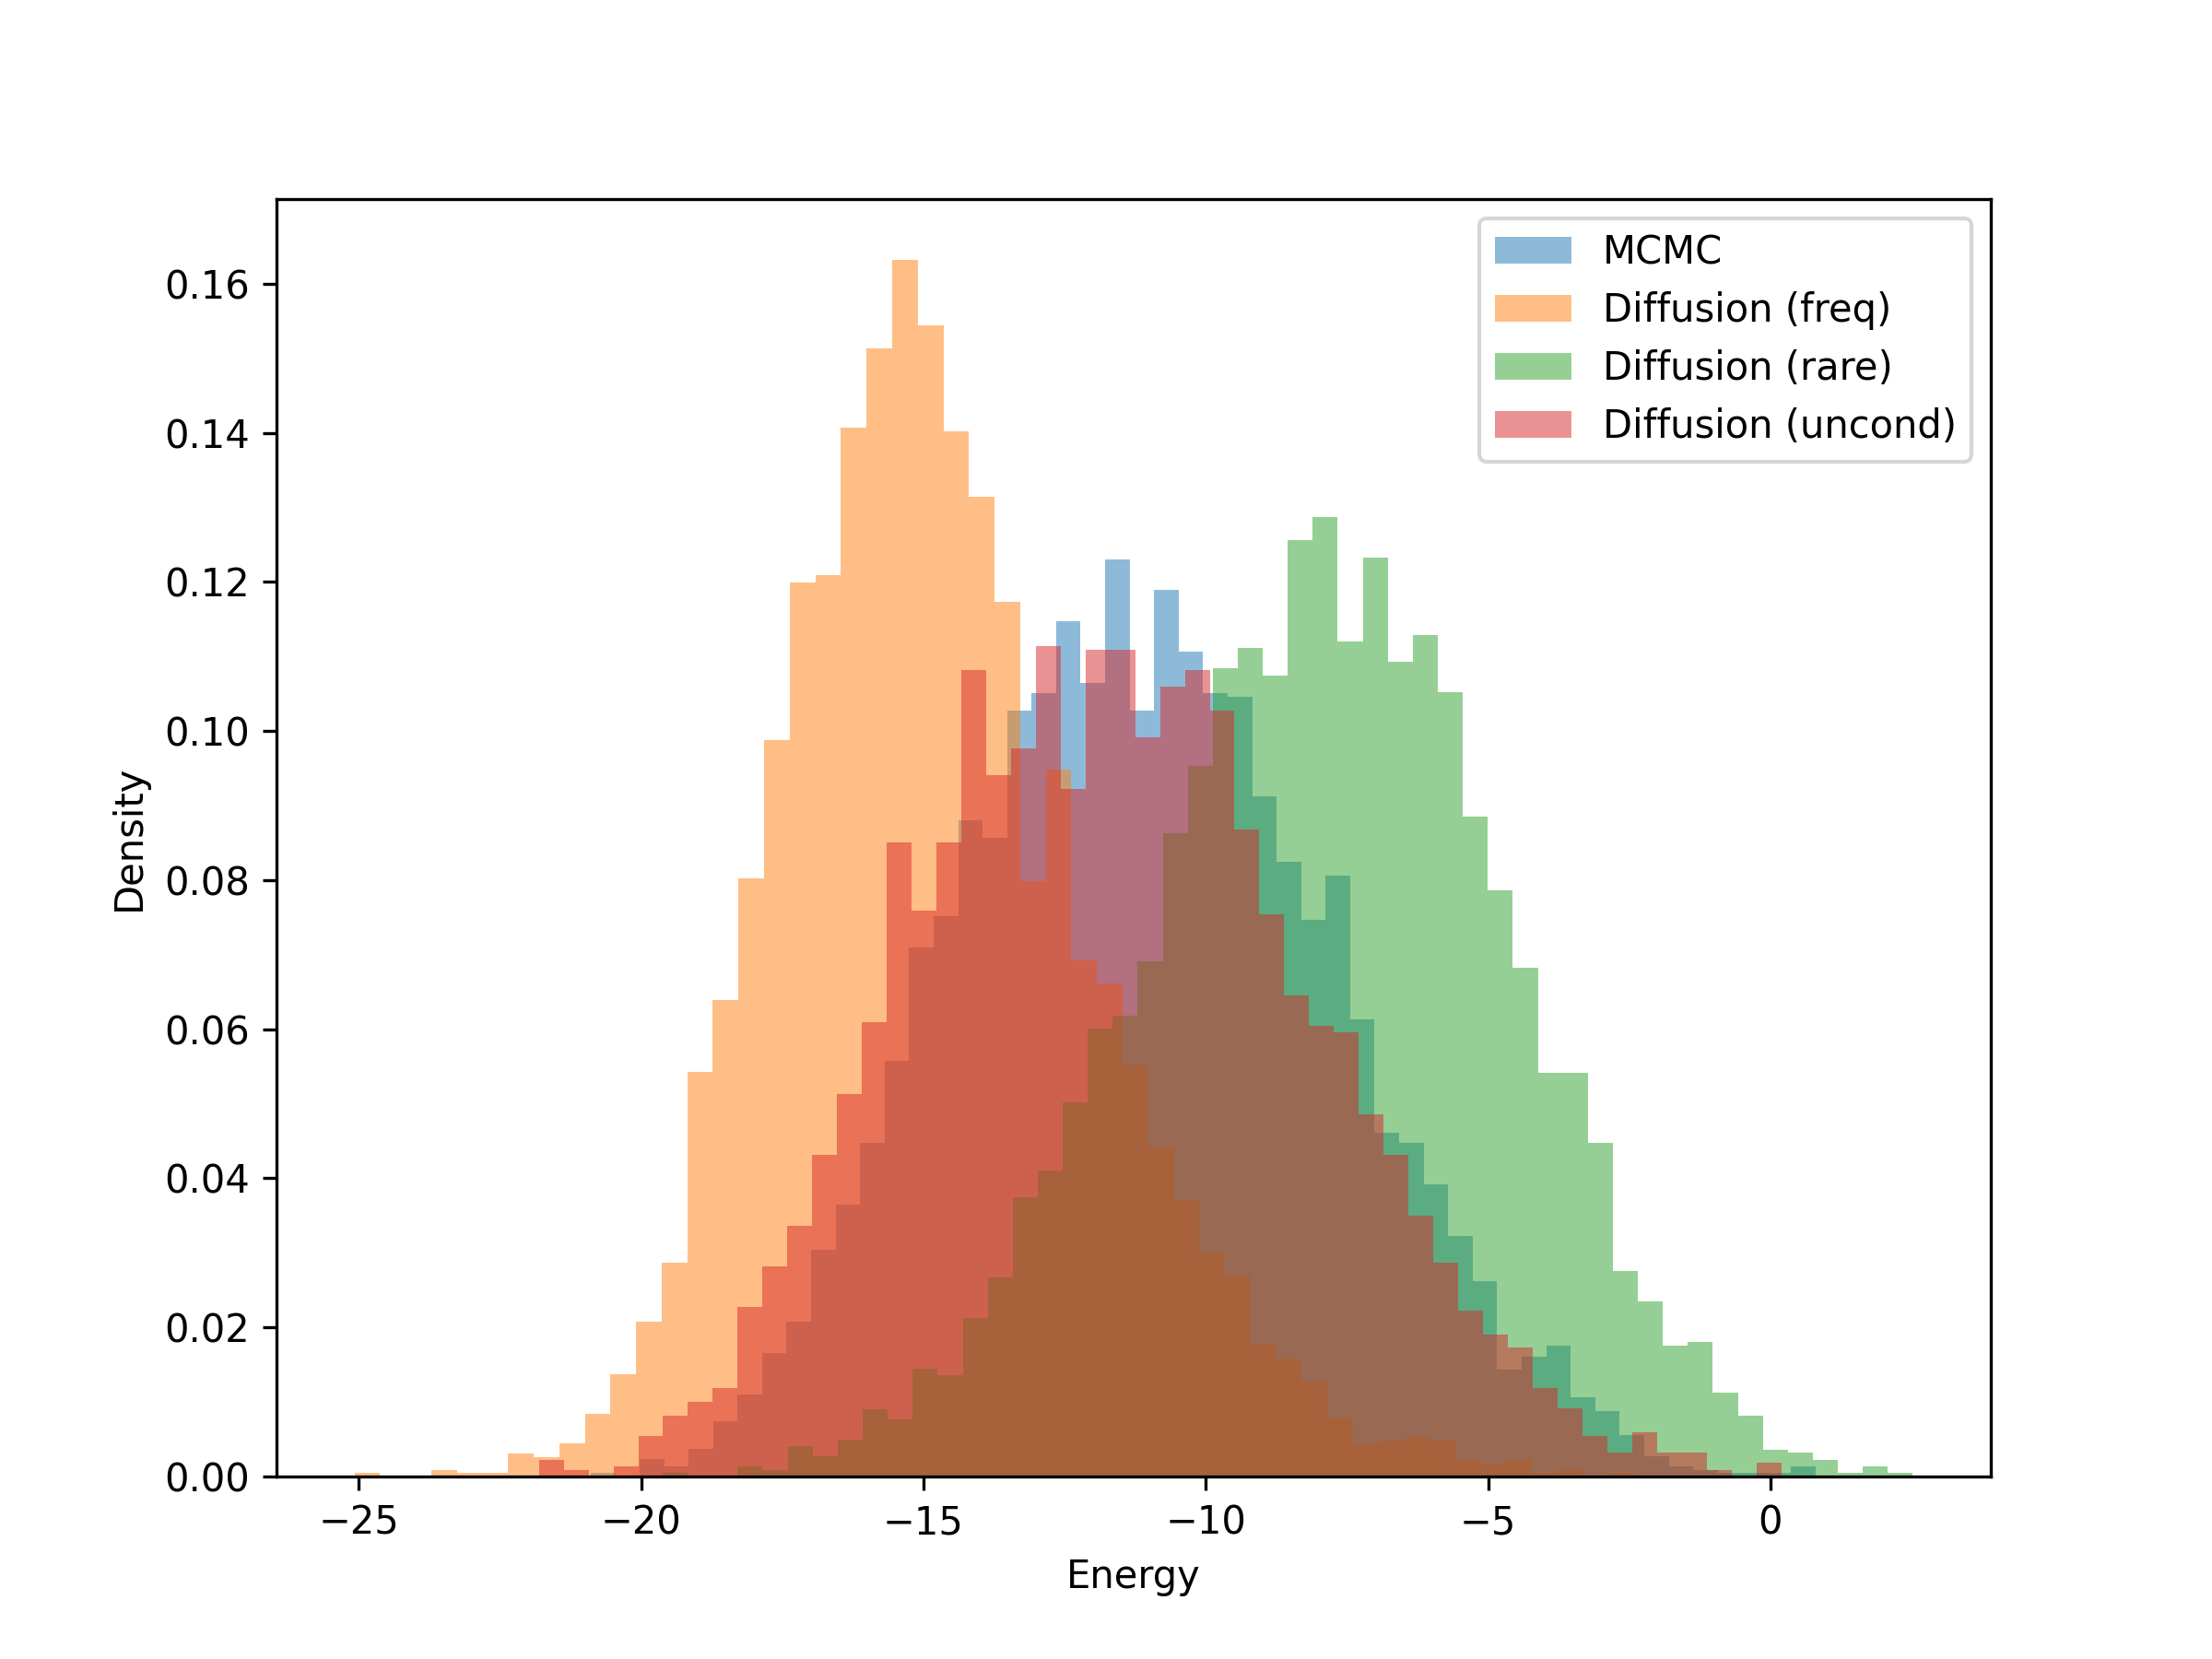 MCMC
Diffusion (freq)
Diffusion (rare)
Diffusion (uncond)
0.16
0.14
0.12
0.10
0.08
0.06
0.04
0.02
0.00
Density
−25
−20
−15
−10
−5
0
Energy